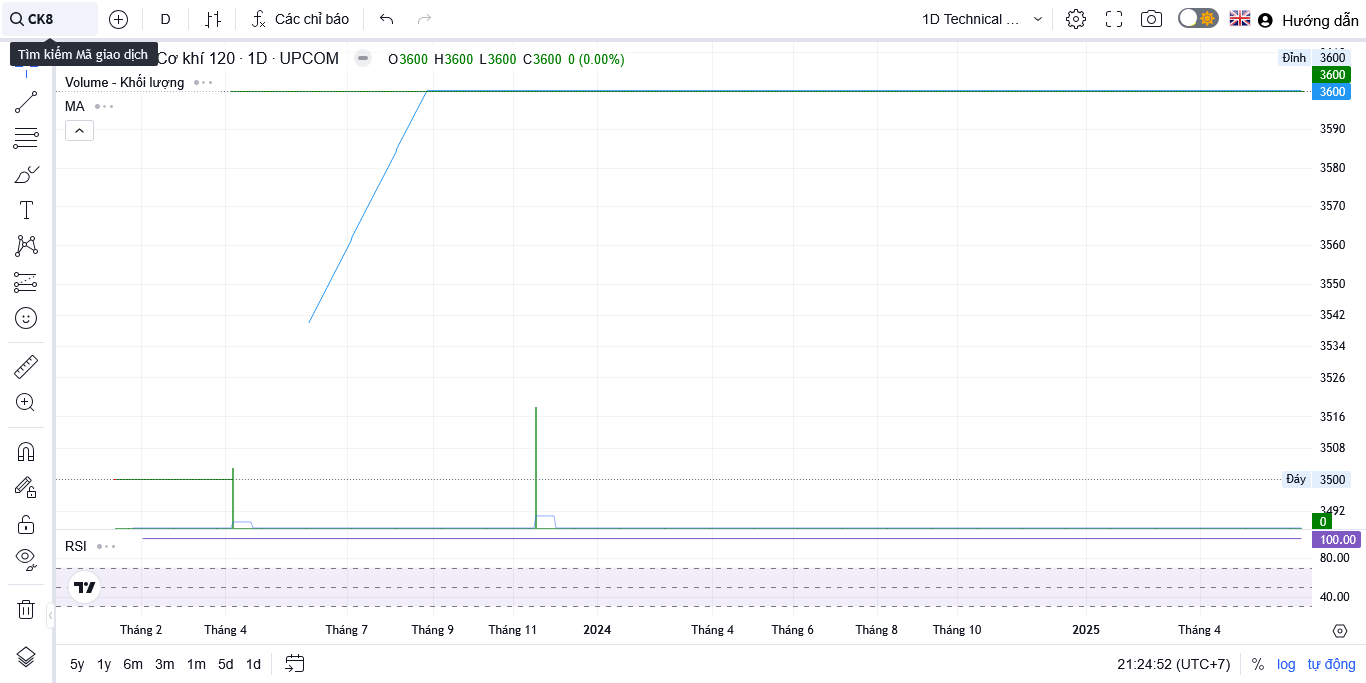 CK8
D
Các chỉ báo
1D Technical ...
Hướng dẫn
Tìm kiếm Mã giao dịch
Cơ khí 120 · 1D · UPCOM
O3600 H3600 L3600 C3600 0 (0.00%)
Volume - Khối lượng
MA
Đỉnh 3600
3600
3600
3590
3580
3570
3560
3550
3542
3534
3526
3516
3508
Đáy 3500
3492
0
RSI
100.00
80.00
40.00
Tháng 2 Tháng 4 Tháng 7 Tháng 9 Tháng 11 2024 Tháng 4 Tháng 6 Tháng 8 Tháng 10 2025 Tháng 4
5y 1y 6m 3m 1m 5d 1d
21:24:52 (UTC+7) % log tự động